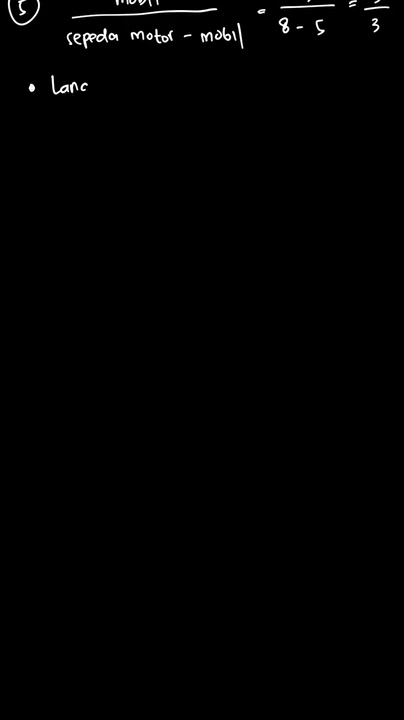 5 mobil
sepeda motor - mobil = 8 - 5 = 3
• Lanc